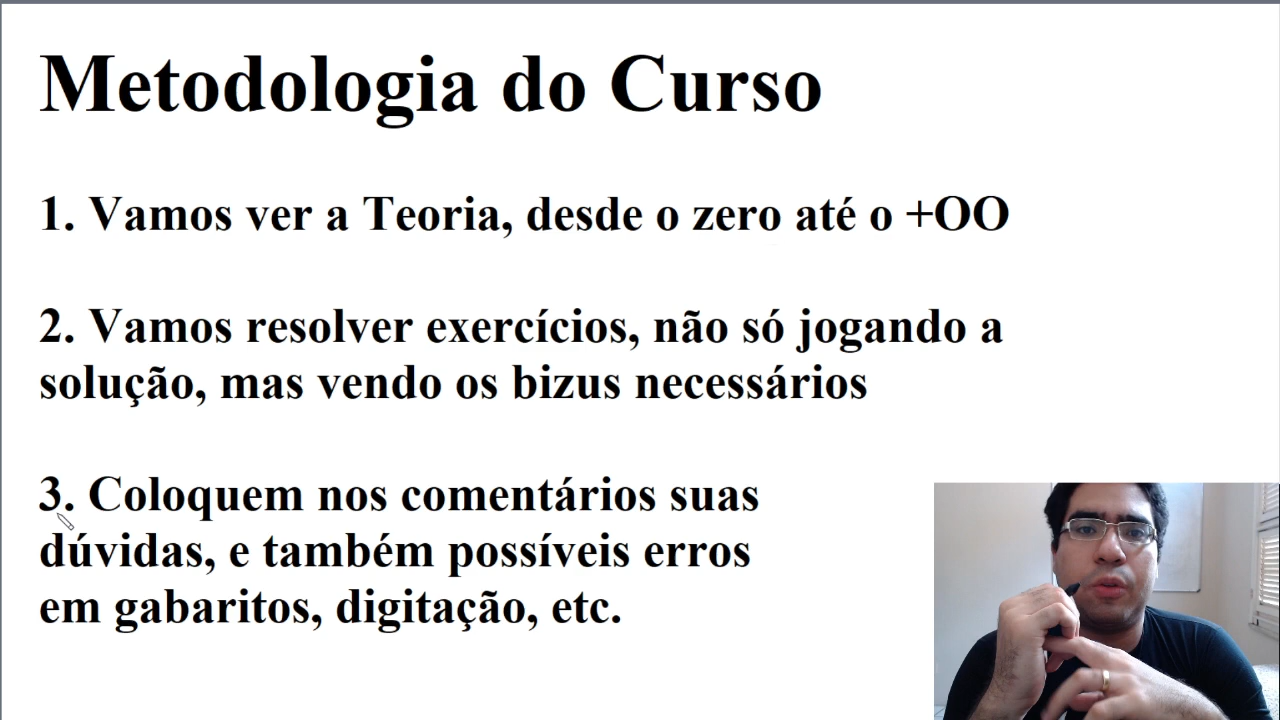 Metodologia do Curso
1. Vamos ver a Teoria, desde o zero até o +OO
2. Vamos resolver exercícios, não só jogando a
solução, mas vendo os bizus necessários
3. Coloquem nos comentários suas
dúvidas, e também possíveis erros
em gabaritos, digitação, etc.